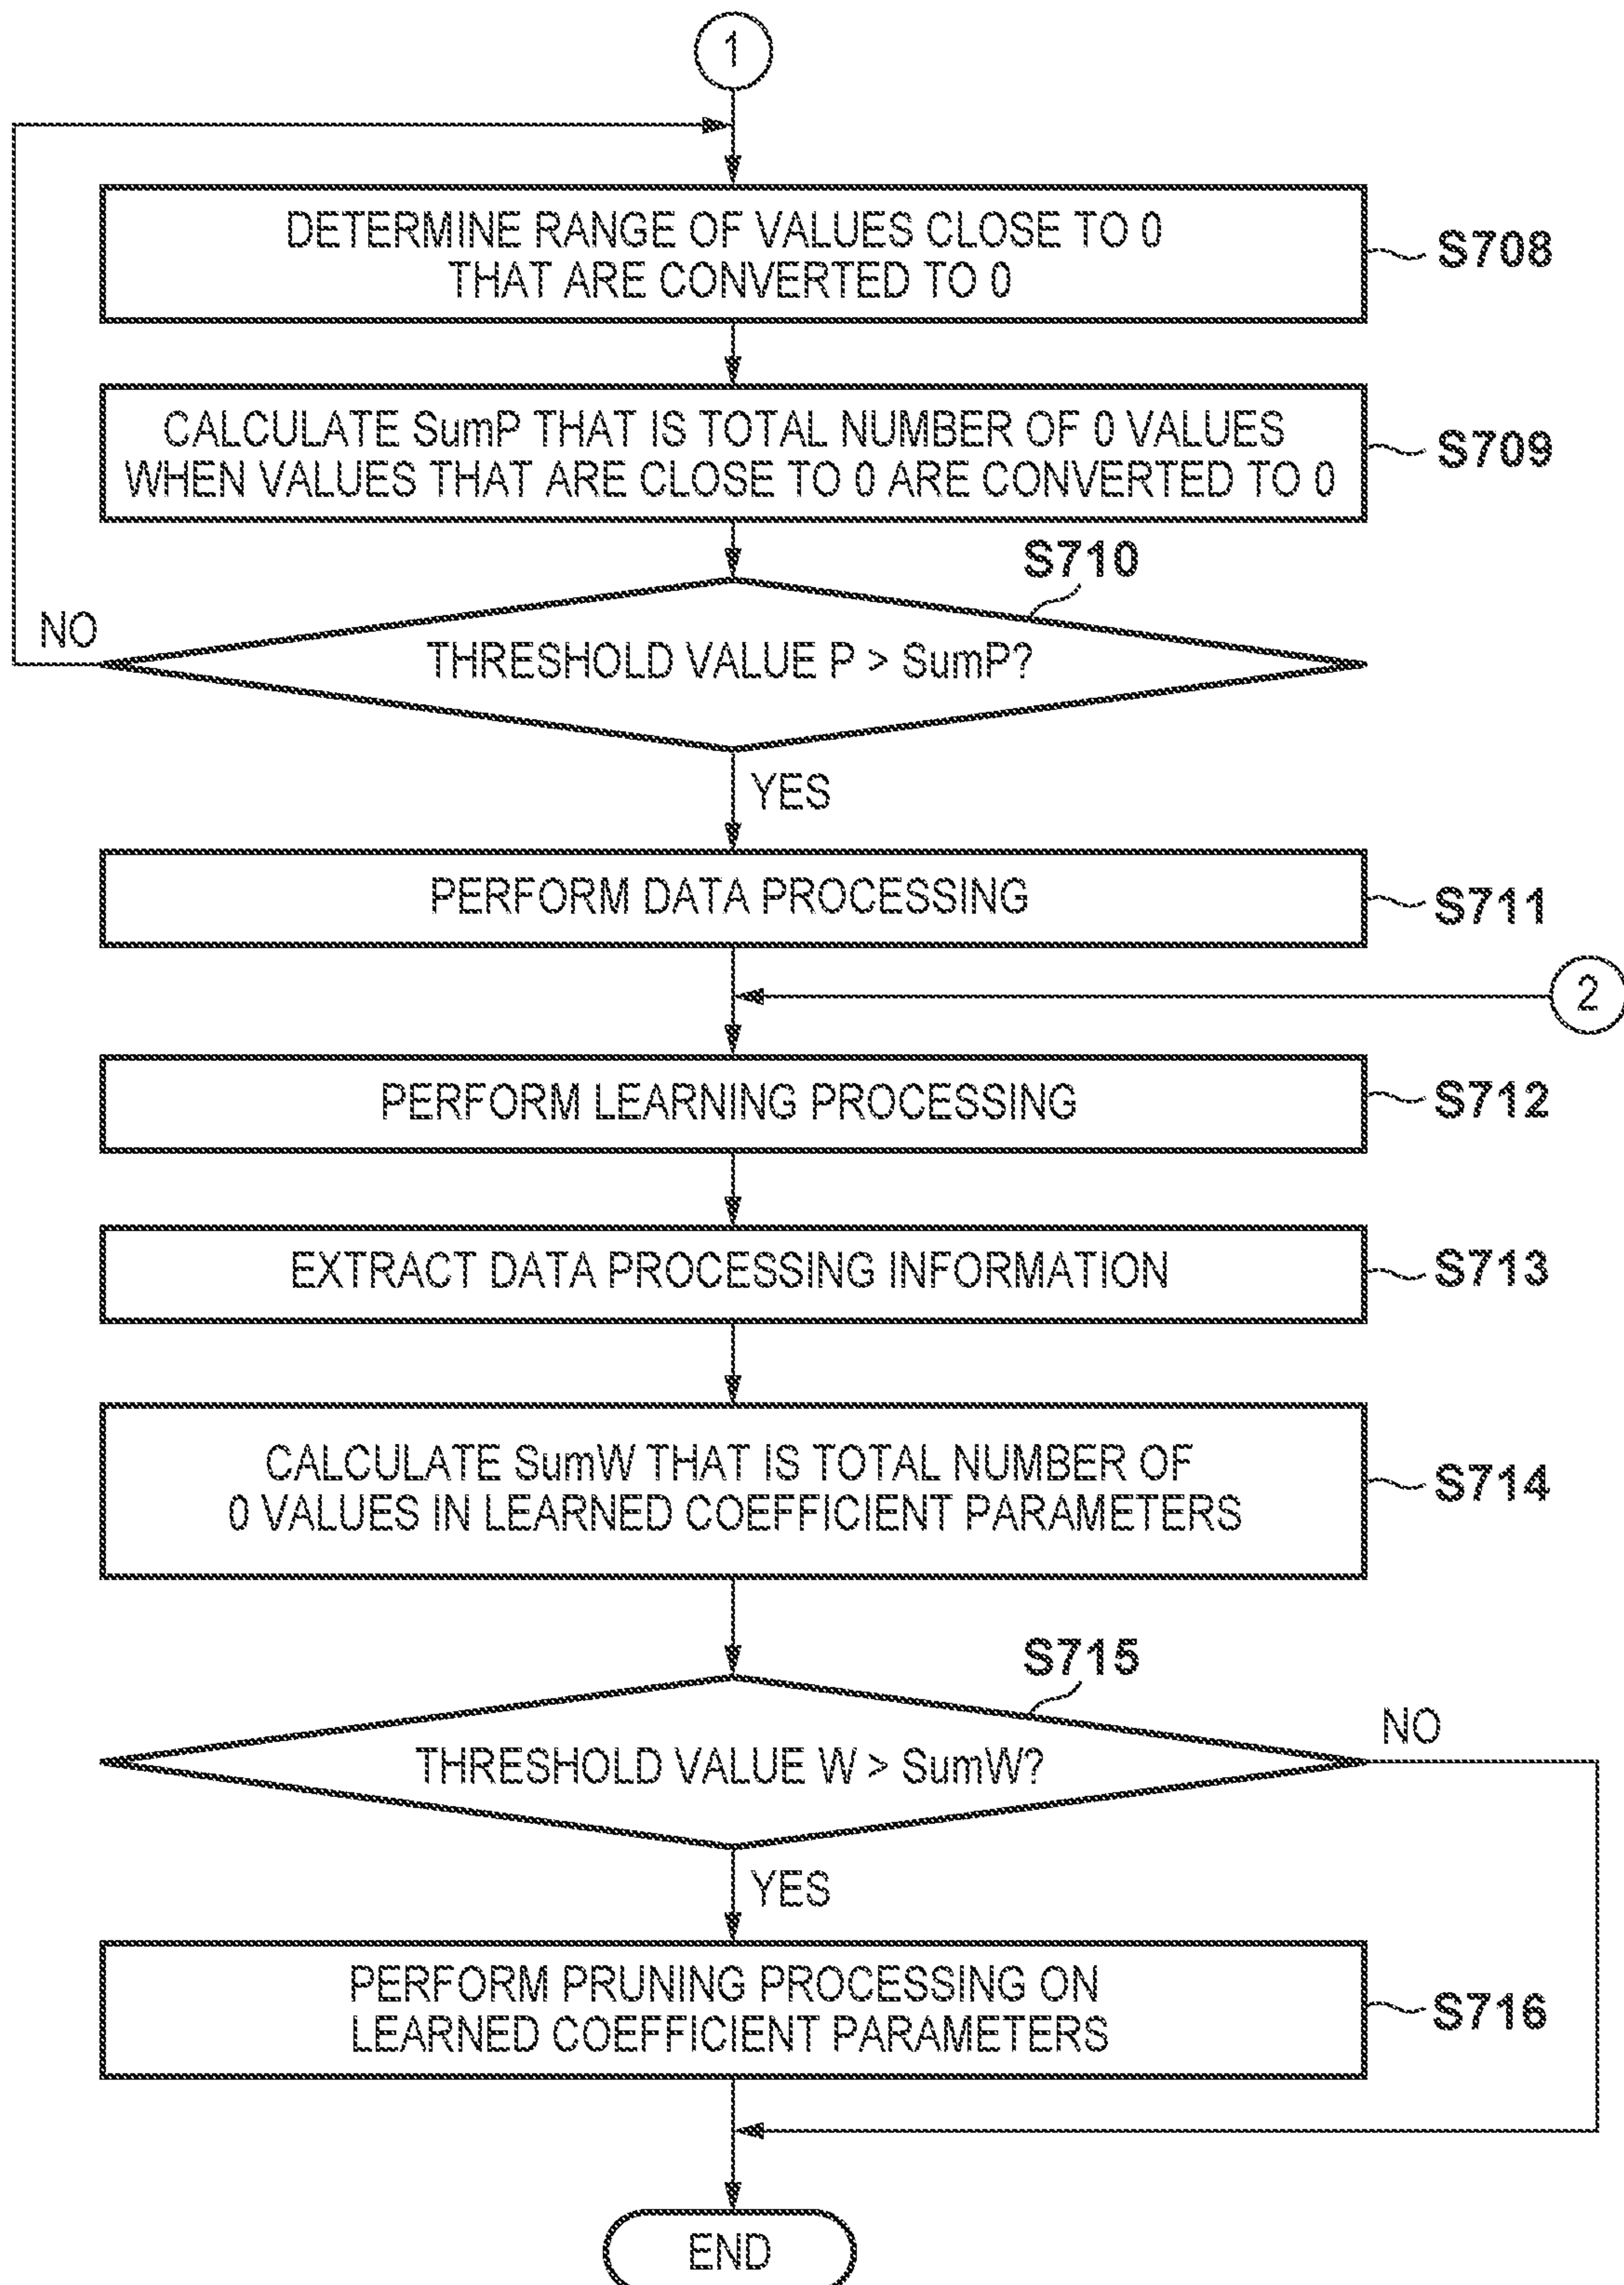 1
DETERMINE RANGE OF VALUES CLOSE TO 0
THAT ARE CONVERTED TO 0
S708
CALCULATE SumP THAT IS TOTAL NUMBER OF 0 VALUES
WHEN VALUES THAT ARE CLOSE TO 0 ARE CONVERTED TO 0
S709
S710
NO
THRESHOLD VALUE P > SumP?
YES
PERFORM DATA PROCESSING
S711
2
PERFORM LEARNING PROCESSING
S712
EXTRACT DATA PROCESSING INFORMATION
S713
CALCULATE SumW THAT IS TOTAL NUMBER OF
0 VALUES IN LEARNED COEFFICIENT PARAMETERS
S714
S715
NO
THRESHOLD VALUE W > SumW?
YES
PERFORM PRUNING PROCESSING ON
LEARNED COEFFICIENT PARAMETERS
S716
END